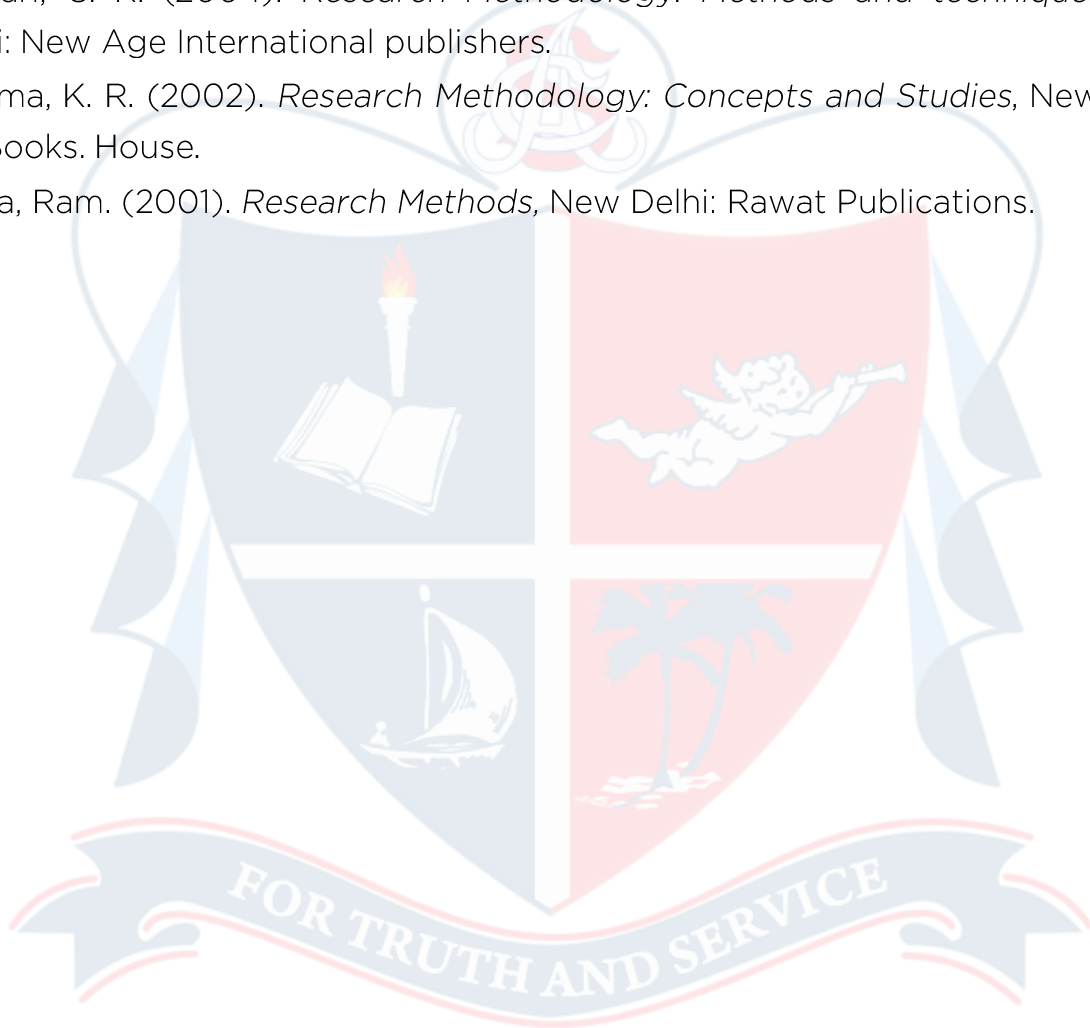 i: New Age International publishers.
ma, K. R. (2002). Research Methodology: Concepts and Studies, New
Books. House.
a, Ram. (2001). Research Methods, New Delhi: Rawat Publications.
FOR TRUTH AND SERVICE